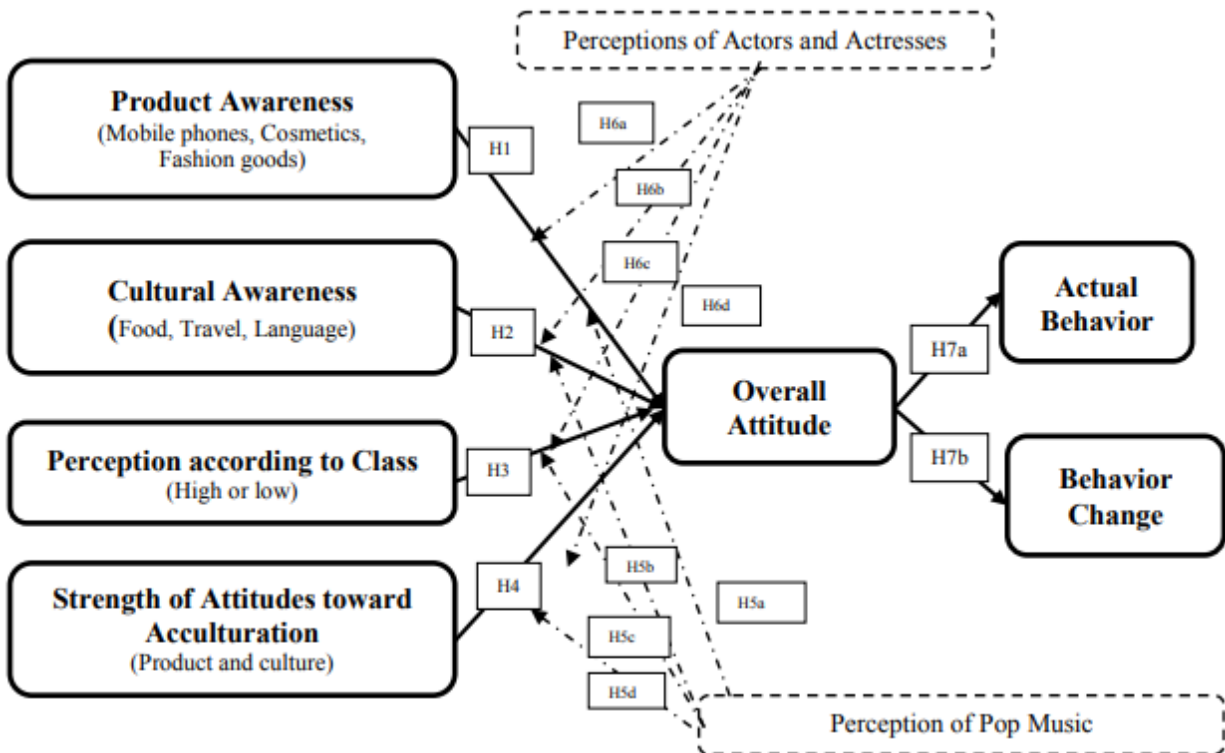 Perceptions of Actors and Actresses
Product Awareness
(Mobile phones, Cosmetics,
Fashion goods)
H1
H6a
H6b
Cultural Awareness
(Food, Travel, Language)
H2
H6c
H6d
Actual
Behavior
H7a
Overall
Attitude
Perception according to Class
(High or low)
H3
H7b
Behavior
Change
Strength of Attitudes toward
Acculturation
(Product and culture)
H4
H5b
H5a
H5c
H5d
Perception of Pop Music